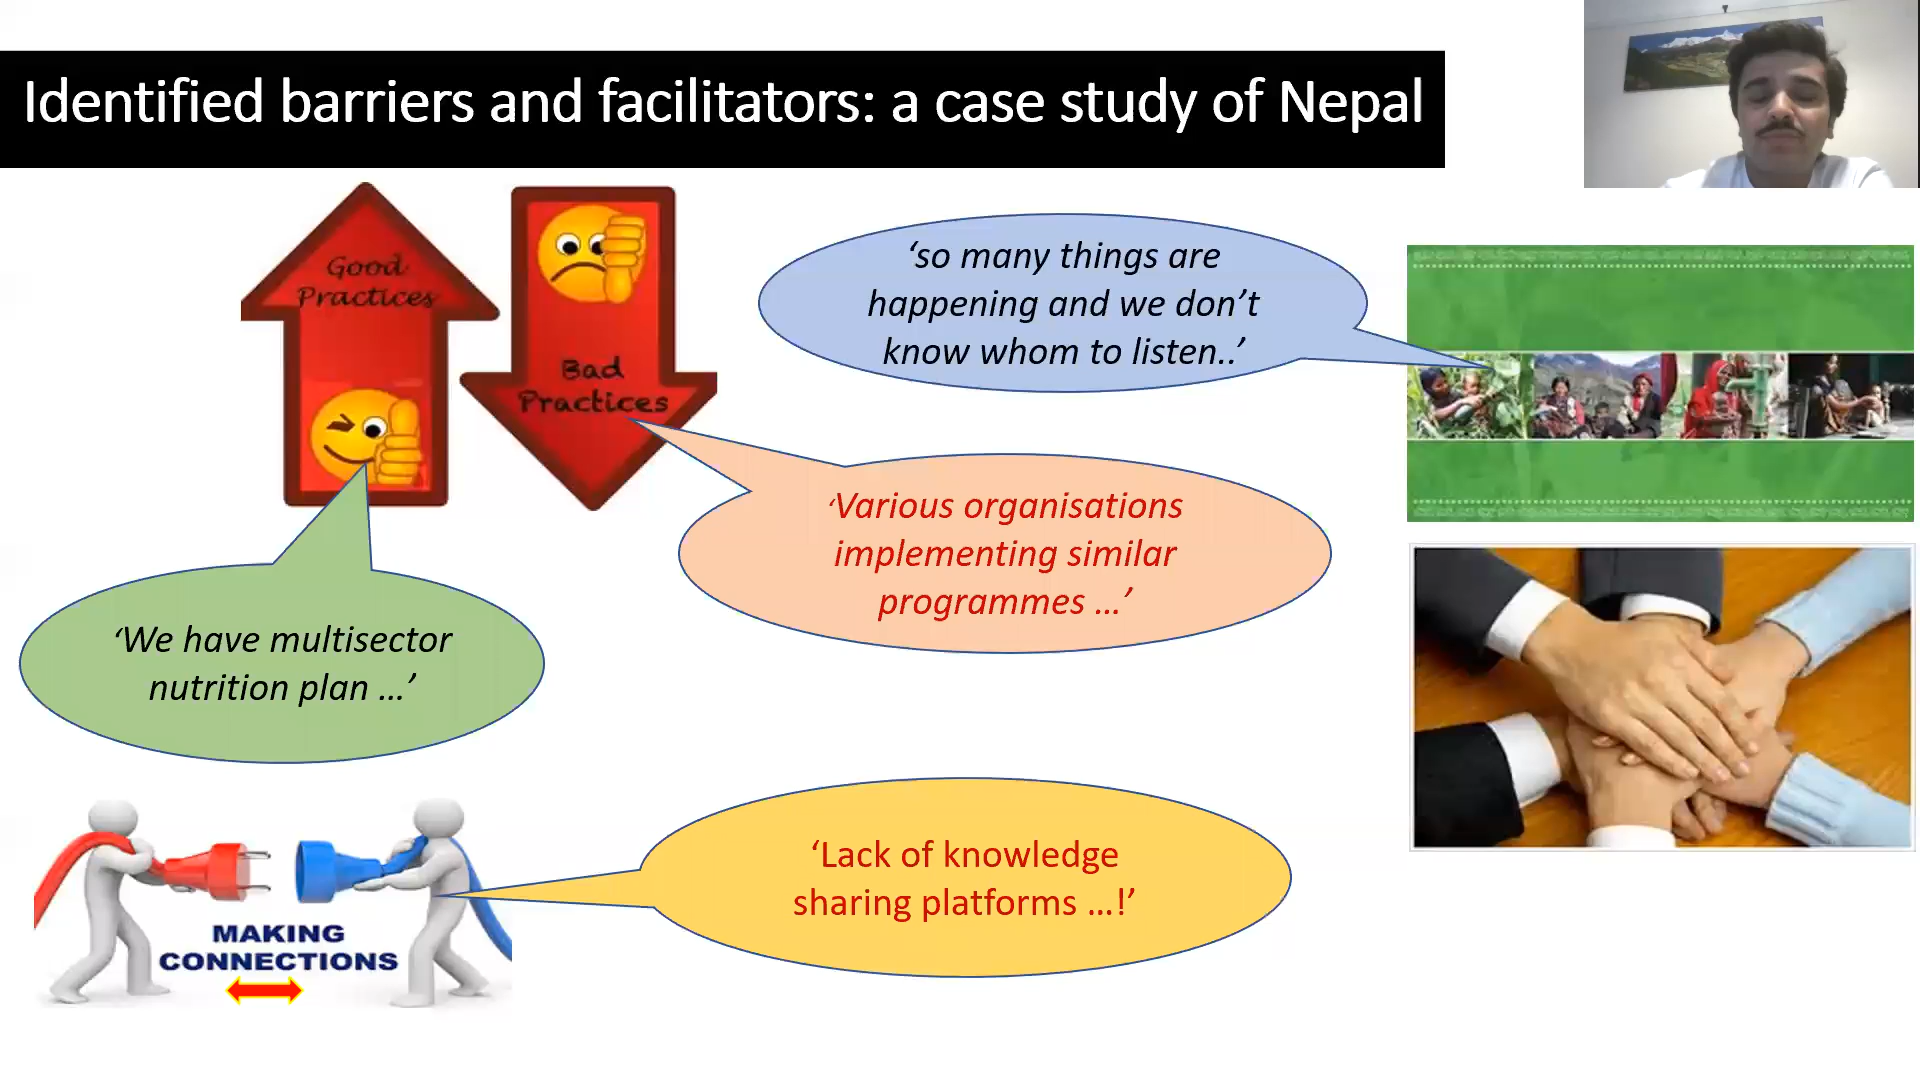 Identified barriers and facilitators: a case study of Nepal
Good
Practices
Bad
Practices
‘so many things are
happening and we don’t
know whom to listen..’
‘Various organisations
implementing similar
programmes ...’
‘We have multisector
nutrition plan ...’
‘Lack of knowledge
sharing platforms ...!’
MAKING
CONNECTIONS